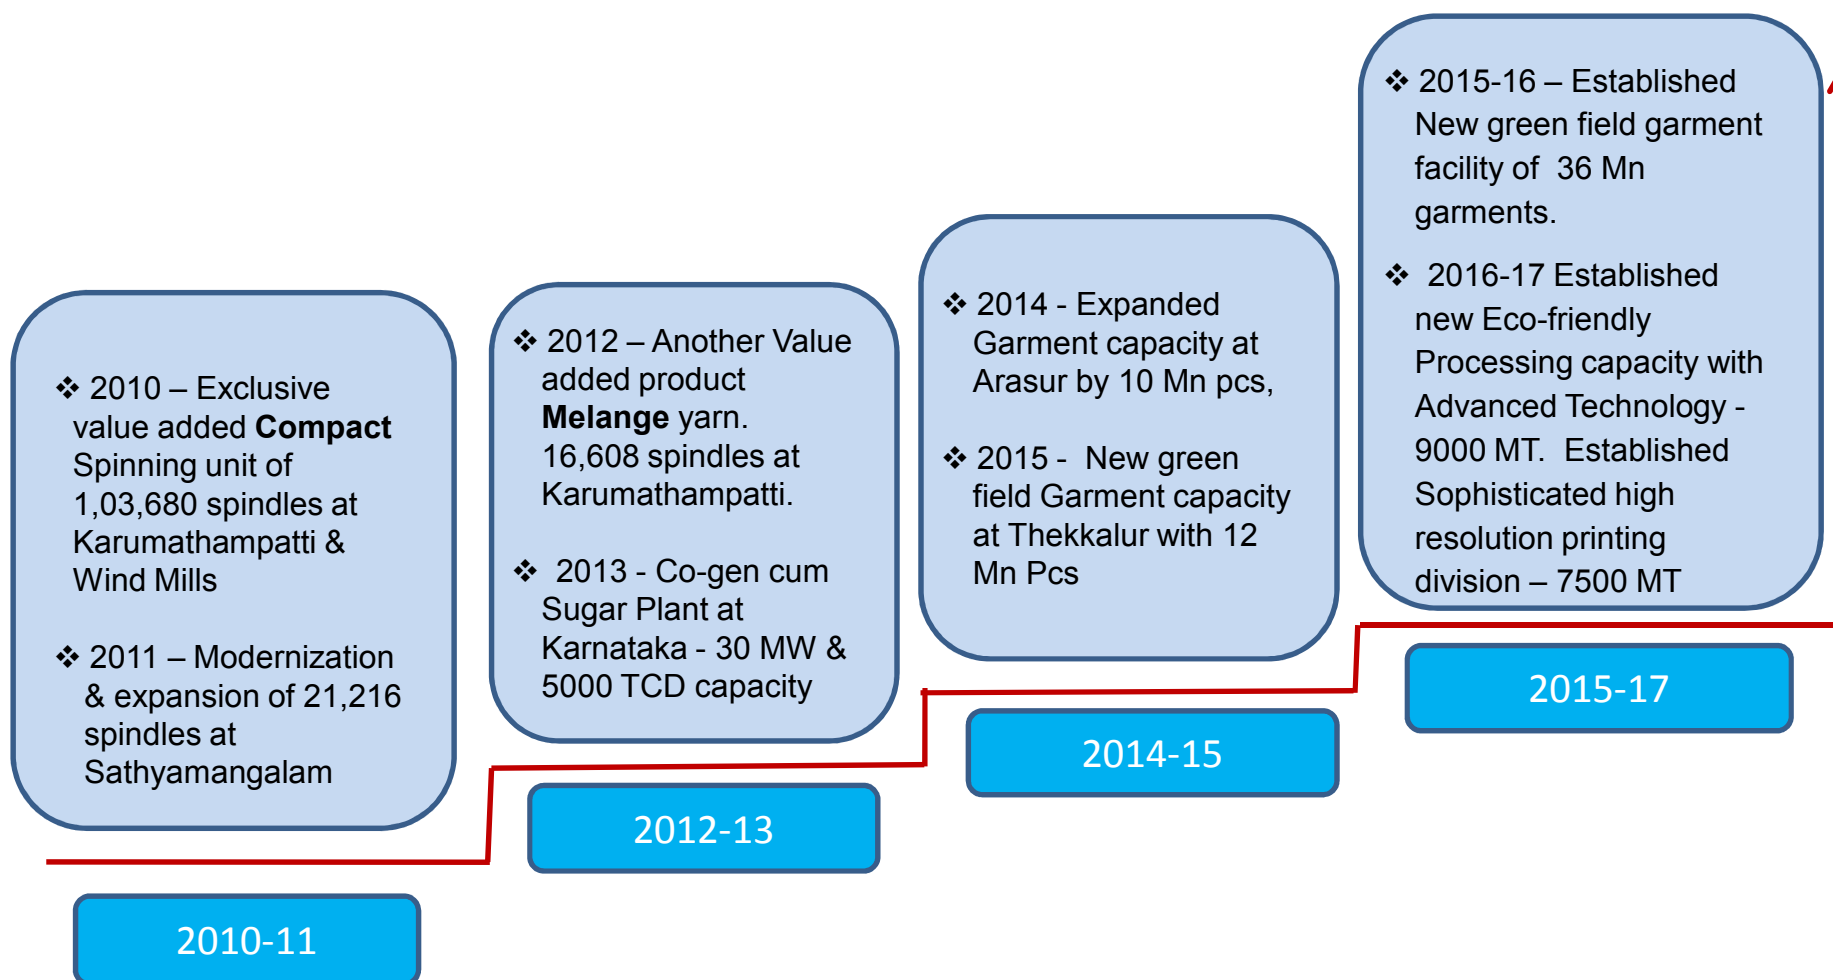 ❖ 2010 – Exclusive
value added Compact
Spinning unit of
1,03,680 spindles at
Karumathampatti &
Wind Mills
❖ 2011 – Modernization
& expansion of 21,216
spindles at
Sathyamangalam
2010-11
❖ 2012 – Another Value
added product
Melange yarn.
16,608 spindles at
Karumathampatti.
❖ 2013 - Co-gen cum
Sugar Plant at
Karnataka - 30 MW &
5000 TCD capacity
2012-13
❖ 2014 - Expanded
Garment capacity at
Arasur by 10 Mn pcs,
❖ 2015 - New green
field Garment capacity
at Thekkalur with 12
Mn Pcs
2014-15
❖ 2015-16 – Established
New green field garment
facility of 36 Mn
garments.
❖ 2016-17 Established
new Eco-friendly
Processing capacity with
Advanced Technology -
9000 MT. Established
Sophisticated high
resolution printing
division – 7500 MT
2015-17